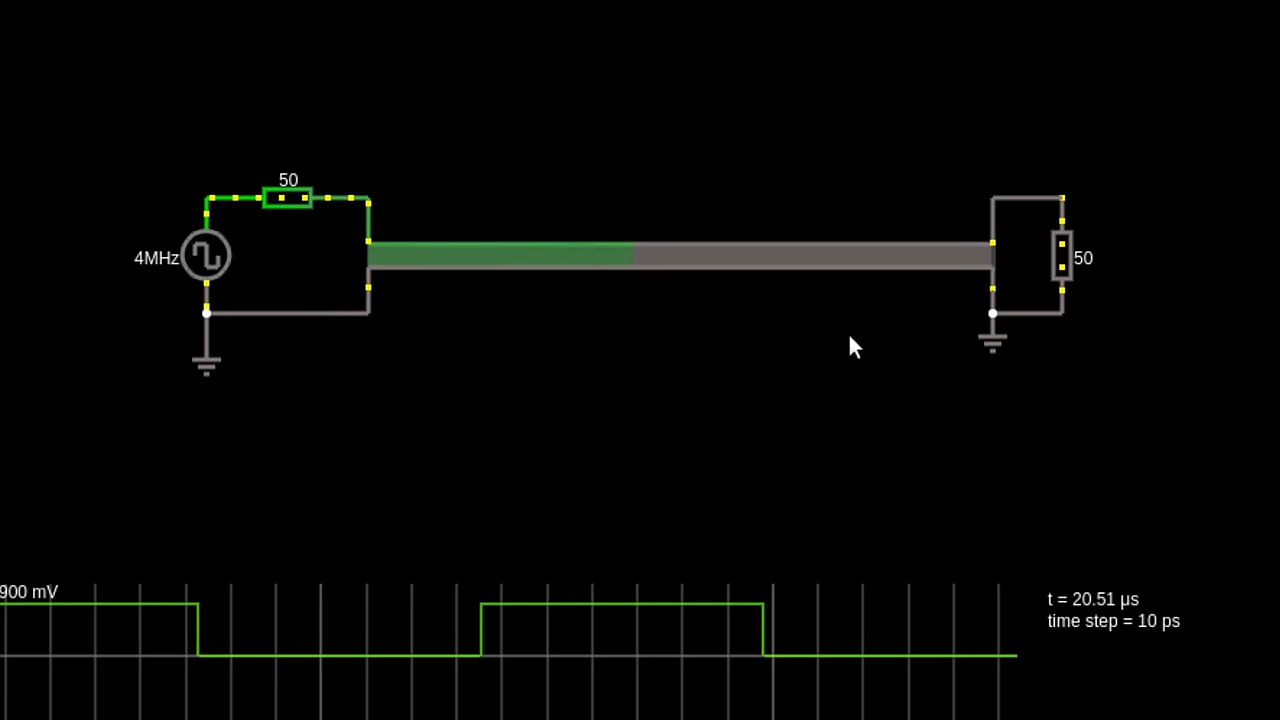 50
4MHz
50
900 mV
t = 20.51 μs
time step = 10 ps